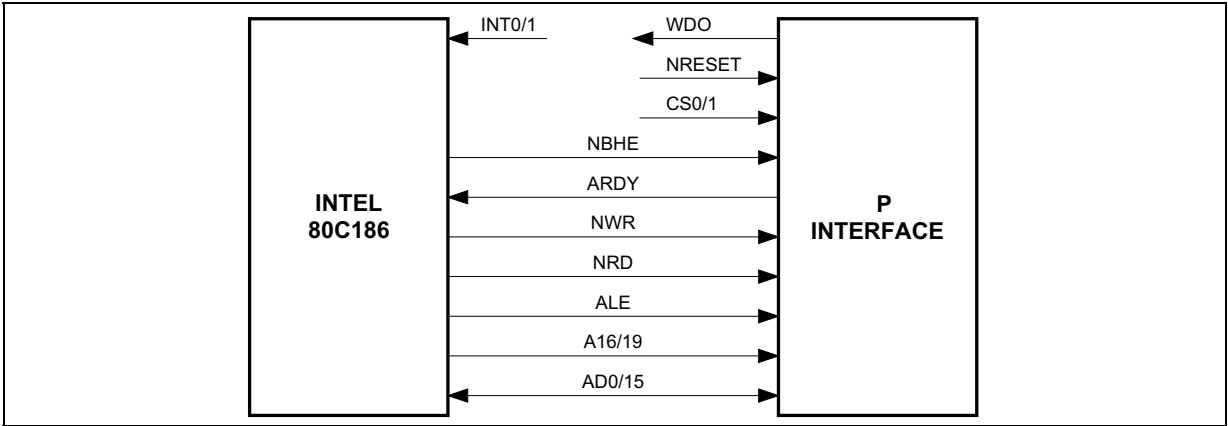 INT0/1
WDO
NRESET
CS0/1
NBHE
ARDY
INTEL
80C186
P
INTERFACE
NWR
NRD
ALE
A16/19
AD0/15